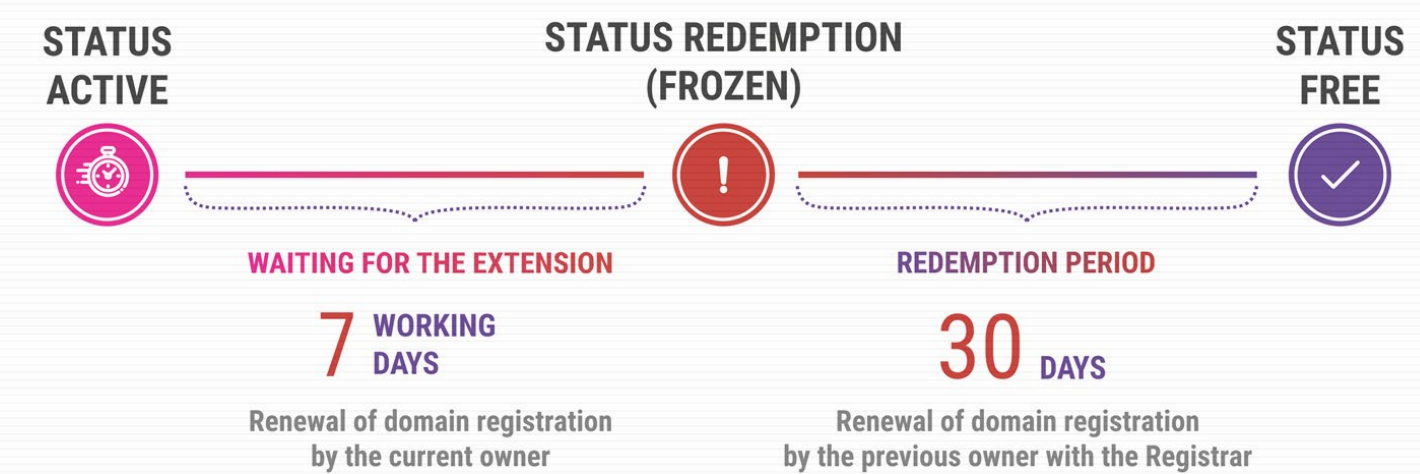 STATUS
ACTIVE
STATUS REDEMPTION
(FROZEN)
STATUS
FREE
WAITING FOR THE EXTENSION
7 WORKING
DAYS
Renewal of domain registration
by the current owner
REDEMPTION PERIOD
30 DAYS
Renewal of domain registration
by the previous owner with the Registrar